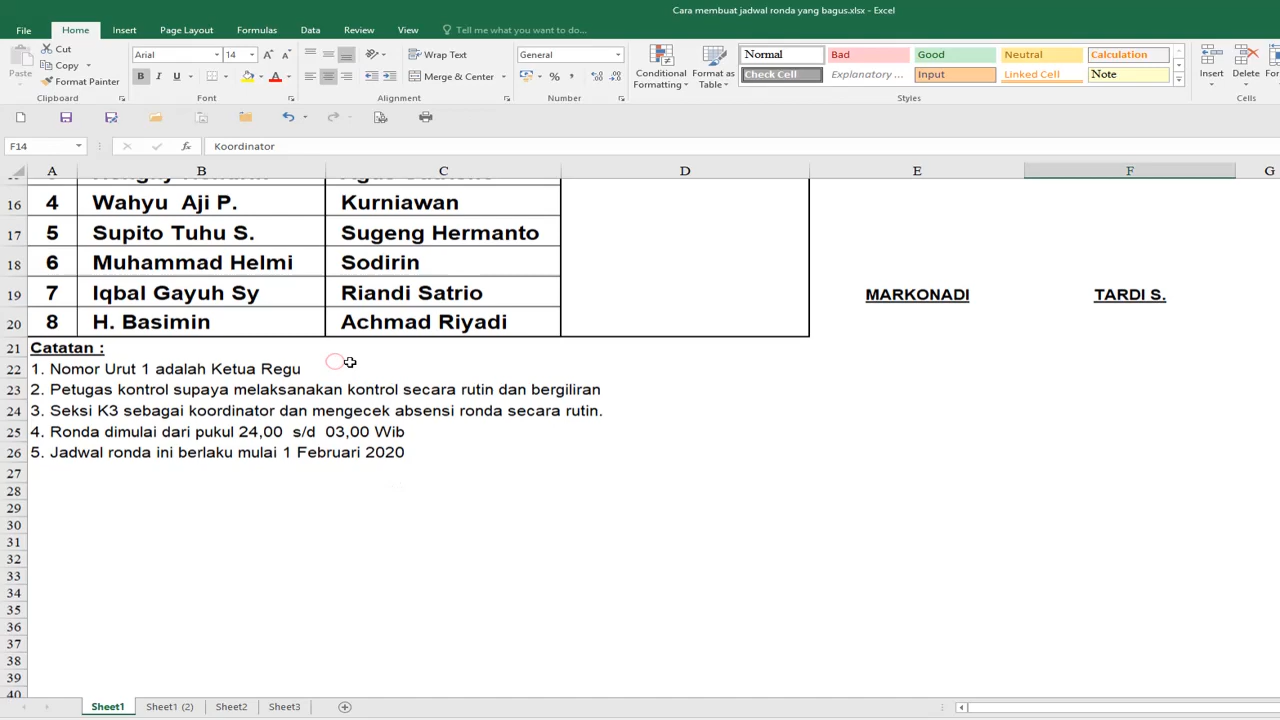 Cara membuat jadwal ronda yang bagus.xlsx - Excel
File Home Insert Page Layout Formulas Data Review View Tell me what you want to do...
Cut
Copy
Format Painter
Paste
Clipboard
Arial 14
B I U
Font
Wrap Text
Merge & Center
Alignment
General
% ,
Number
Conditional Formatting
Format as Table
Normal Bad Good Neutral Calculation
Check Cell Explanatory ... Input Linked Cell Note
Styles
Insert Delete
Cells
F14 fx Koordinator
A B C D E F G
16 4 Wahyu Aji P. Kurniawan
17 5 Supito Tuhu S. Sugeng Hermanto
18 6 Muhammad Helmi Sodirin
19 7 Iqbal Gayuh Sy Riandi Satrio MARKONADI TARDI S.
20 8 H. Basimin Achmad Riyadi
21 Catatan :
22 1. Nomor Urut 1 adalah Ketua Regu
23 2. Petugas kontrol supaya melaksanakan kontrol secara rutin dan bergiliran
24 3. Seksi K3 sebagai koordinator dan mengecek absensi ronda secara rutin.
25 4. Ronda dimulai dari pukul 24,00 s/d 03,00 Wib
26 5. Jadwal ronda ini berlaku mulai 1 Februari 2020
27
28
29
30
31
32
33
34
35
36
37
38
39
40
Sheet1 Sheet1 (2) Sheet2 Sheet3